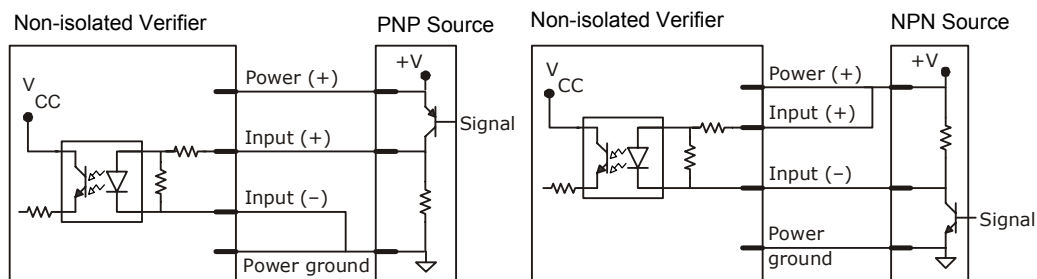 Non-isolated Verifier
PNP Source
+V
Power (+)
V
CC
Signal
Input (+)
Input (–)
Power ground
Non-isolated Verifier
NPN Source
+V
Power (+)
V
CC
Input (+)
Input (–)
Signal
Power
ground